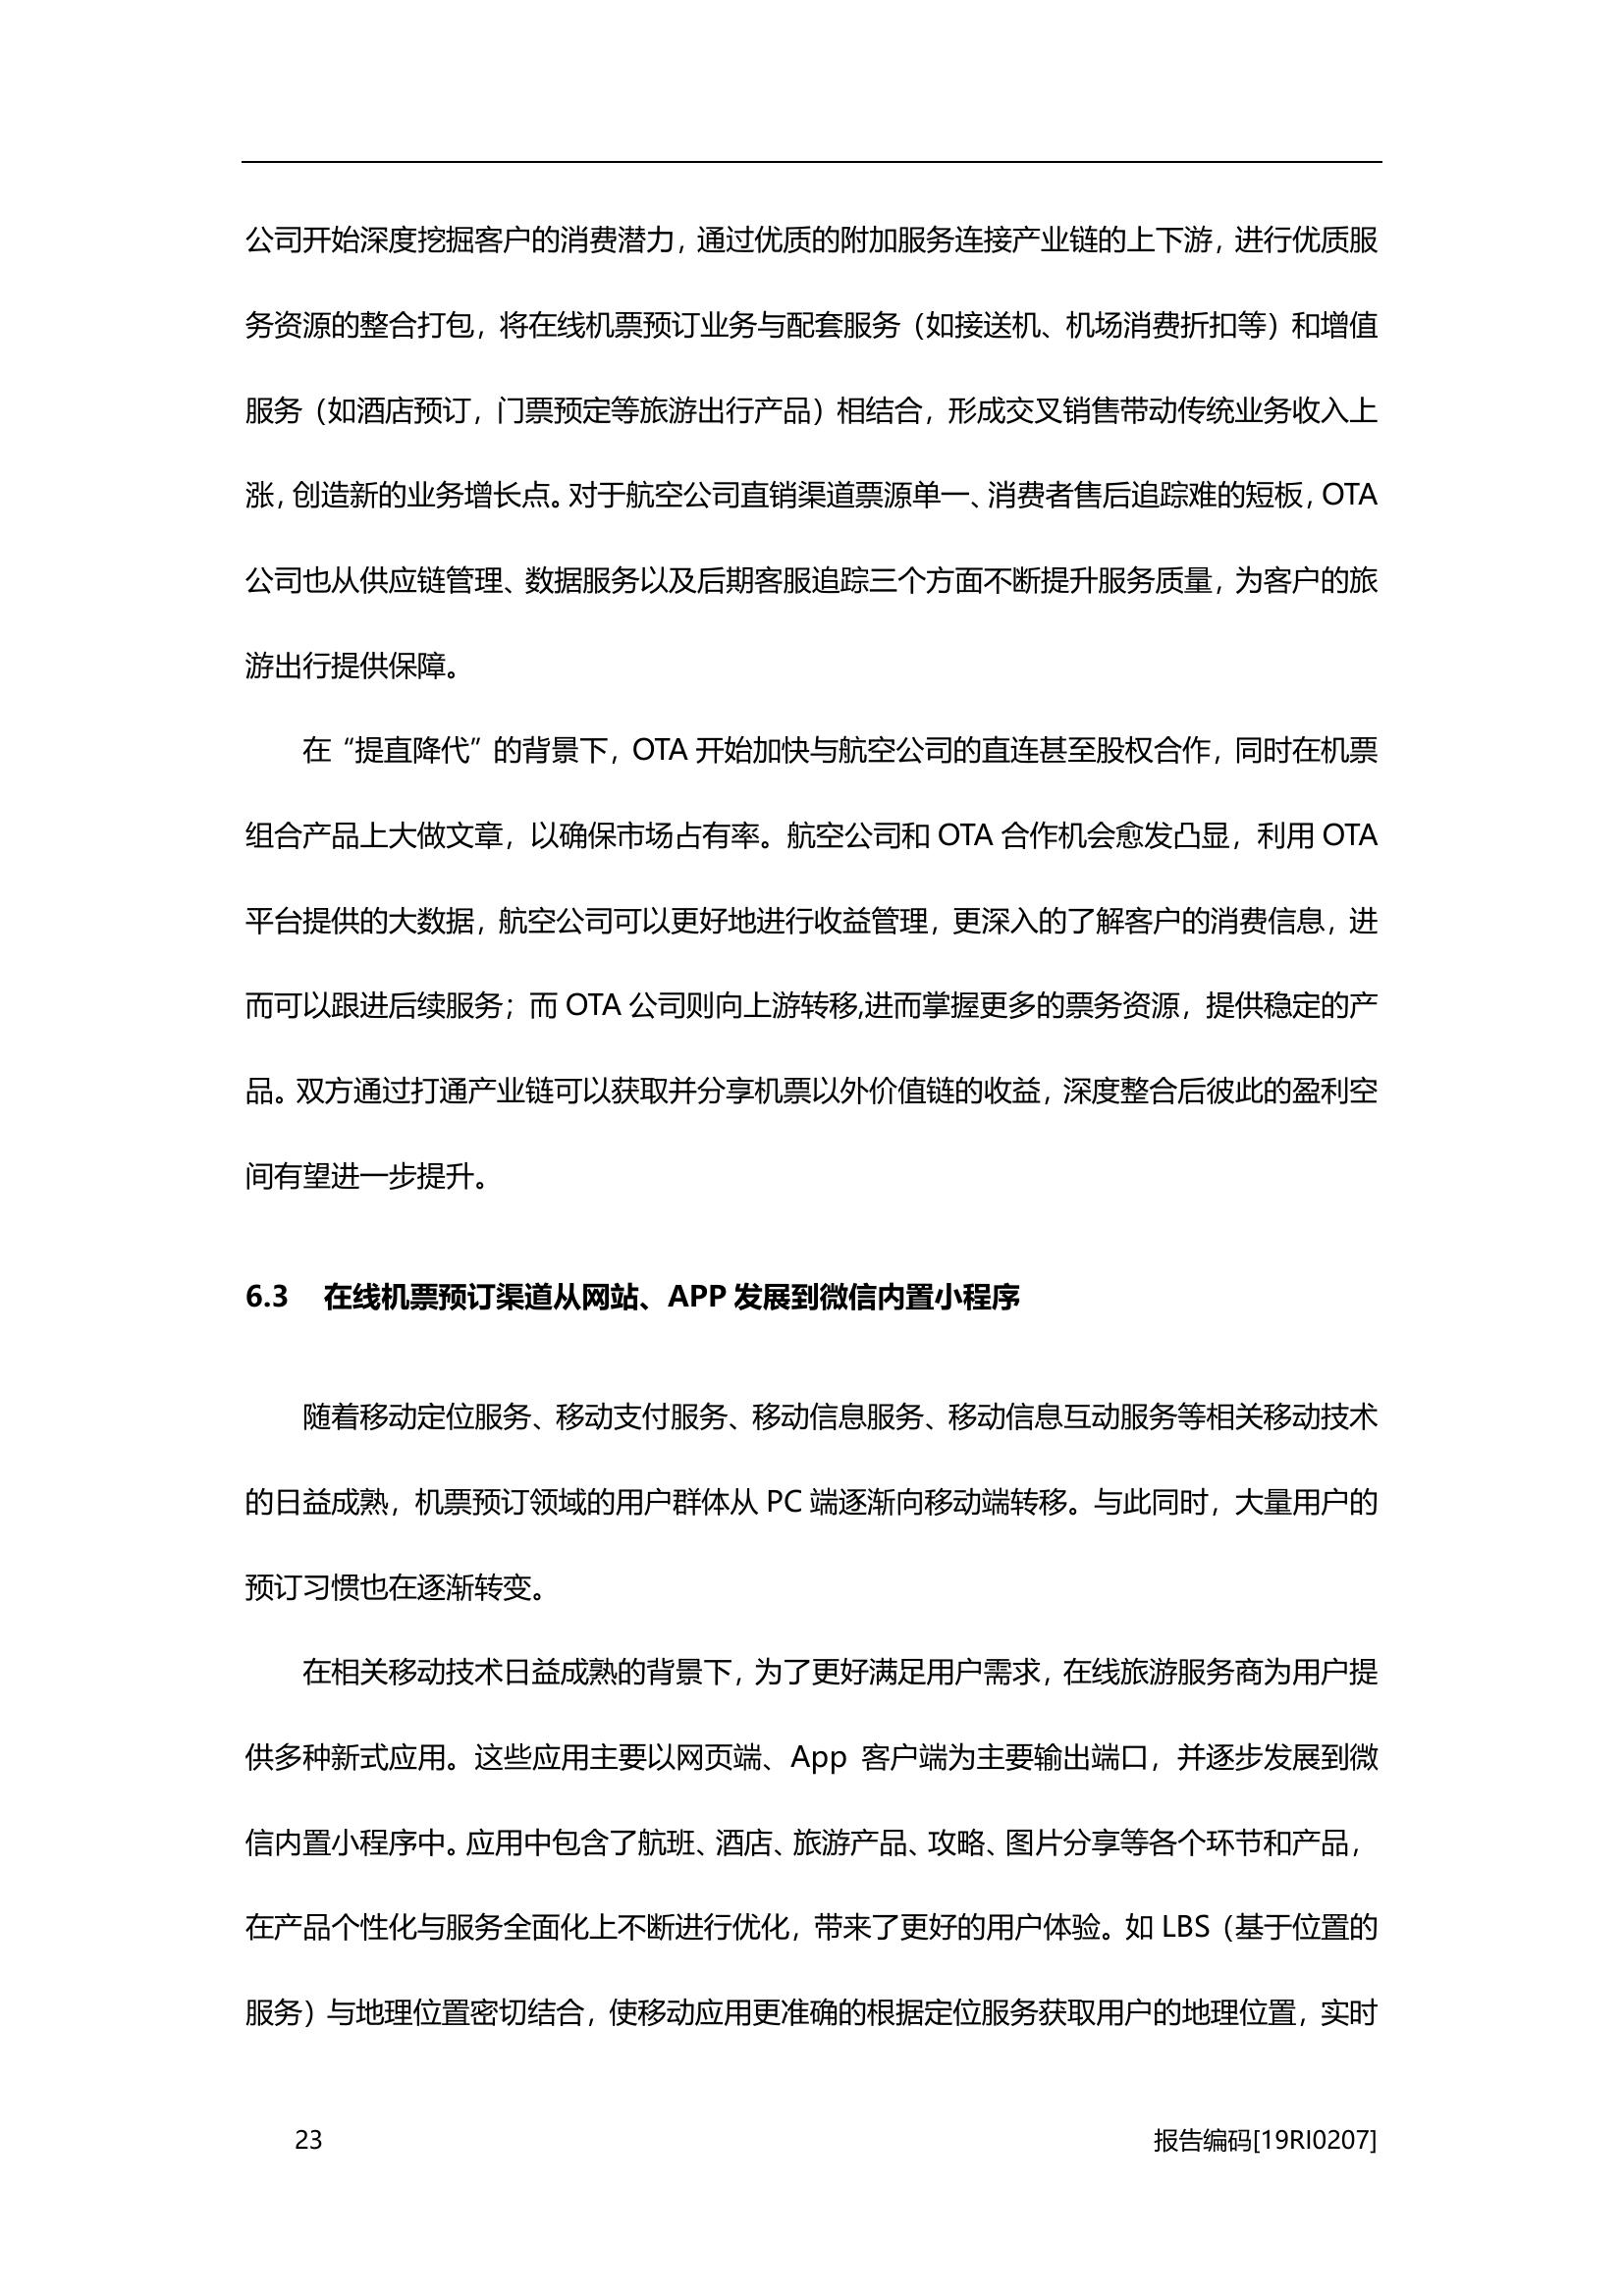 公司开始深度挖掘客户的消费潜力，通过优质的附加服务连接产业链的上下游，进行优质服
务资源的整合打包，将在线机票预订业务与配套服务（如接送机、机场消费折扣等）和增值
服务（如酒店预订，门票预定等旅游出行产品）相结合，形成交叉销售带动传统业务收入上
涨，创造新的业务增长点。对于航空公司直销渠道票源单一、消费者售后追踪难的短板，OTA
公司也从供应链管理、数据服务以及后期客服追踪三个方面不断提升服务质量，为客户的旅
游出行提供保障。
在“提直降代”的背景下，OTA 开始加快与航空公司的直连甚至股权合作，同时在机票
组合产品上大做文章，以确保市场占有率。航空公司和 OTA 合作机会愈发凸显，利用 OTA
平台提供的大数据，航空公司可以更好地进行收益管理，更深入的了解客户的消费信息，进
而可以跟进后续服务；而 OTA 公司则向上游转移,进而掌握更多的票务资源，提供稳定的产
品。双方通过打通产业链可以获取并分享机票以外价值链的收益，深度整合后彼此的盈利空
间有望进一步提升。
6.3 在线机票预订渠道从网站、APP 发展到微信内置小程序
随着移动定位服务、移动支付服务、移动信息服务、移动信息互动服务等相关移动技术
的日益成熟，机票预订领域的用户群体从 PC 端逐渐向移动端转移。与此同时，大量用户的
预订习惯也在逐渐转变。
在相关移动技术日益成熟的背景下，为了更好满足用户需求，在线旅游服务商为用户提
供多种新式应用。这些应用主要以网页端、App 客户端为主要输出端口，并逐步发展到微
信内置小程序中。应用中包含了航班、酒店、旅游产品、攻略、图片分享等各个环节和产品，
在产品个性化与服务全面化上不断进行优化，带来了更好的用户体验。如 LBS（基于位置的
服务）与地理位置密切结合，使移动应用更准确的根据定位服务获取用户的地理位置，实时
23 报告编码[19RI0207]